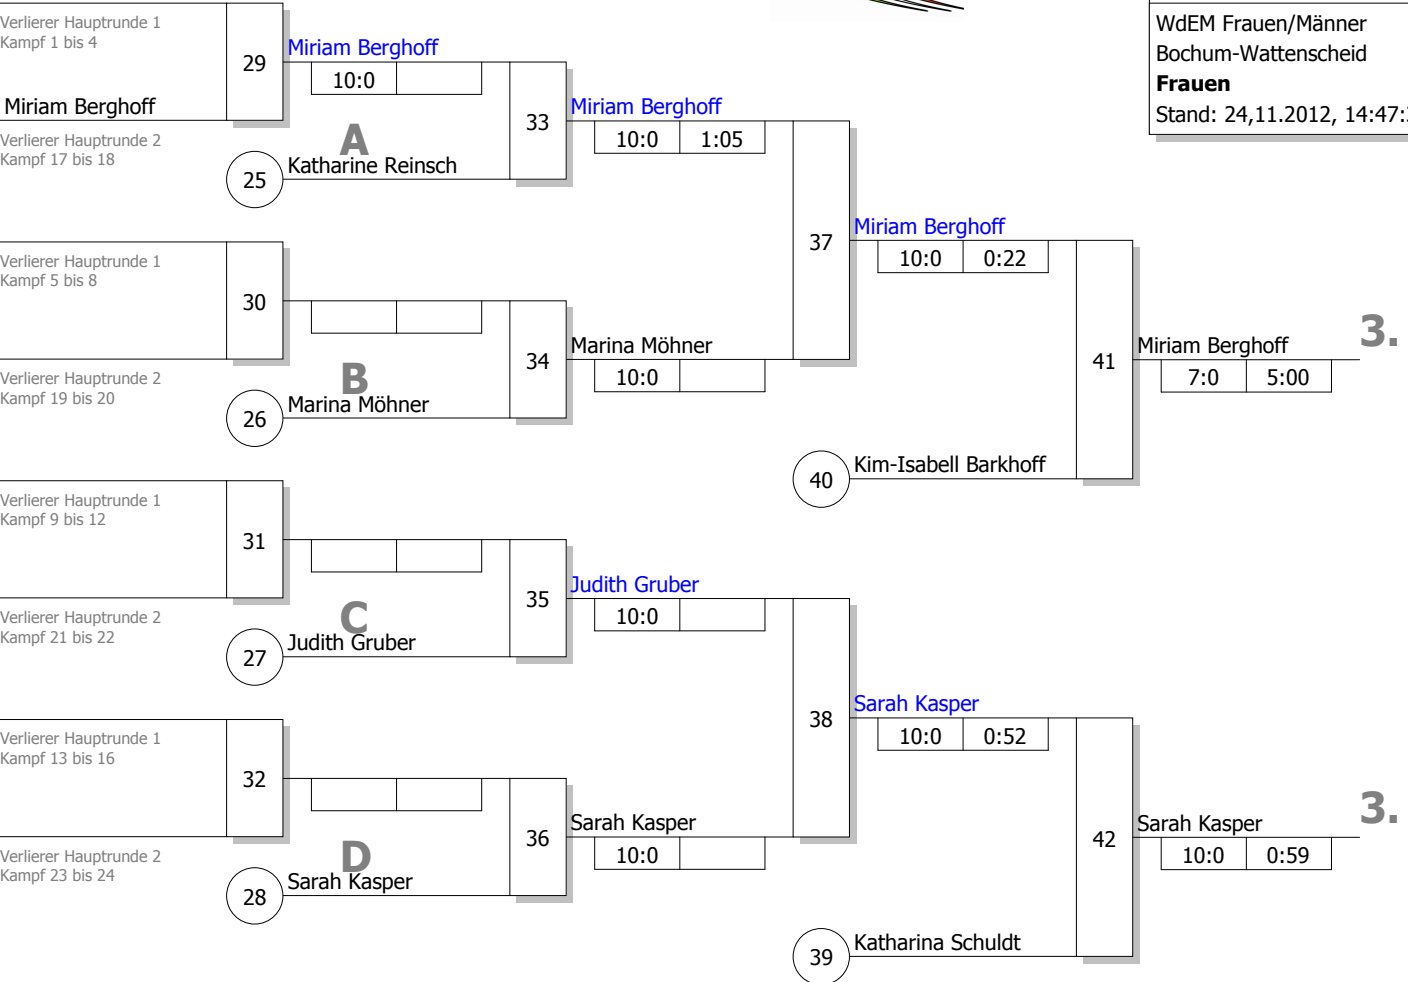 WdEM Frauen/Männer
Bochum-Wattenscheid
Frauen
Stand: 24,11.2012, 14:47:
Verlierer Hauptrunde 1
Kampf 1 bis 4
29
Miriam Berghoff
10:0
Miriam Berghoff
Verlierer Hauptrunde 2
Kampf 17 bis 18
A
25
Katharine Reinsch
33
Miriam Berghoff
10:0 1:05
Verlierer Hauptrunde 1
Kampf 5 bis 8
30
Verlierer Hauptrunde 2
Kampf 19 bis 20
B
26
Marina Möhner
34
Marina Möhner
10:0
37
Miriam Berghoff
10:0 0:22
40
Kim-Isabell Barkhoff
41
Miriam Berghoff
7:0 5:00
3.
Verlierer Hauptrunde 1
Kampf 9 bis 12
31
Verlierer Hauptrunde 2
Kampf 21 bis 22
C
27
Judith Gruber
35
Judith Gruber
10:0
Verlierer Hauptrunde 1
Kampf 13 bis 16
32
Verlierer Hauptrunde 2
Kampf 23 bis 24
D
28
Sarah Kasper
36
Sarah Kasper
10:0
38
Sarah Kasper
10:0 0:52
39
Katharina Schuldt
42
Sarah Kasper
10:0 0:59
3.